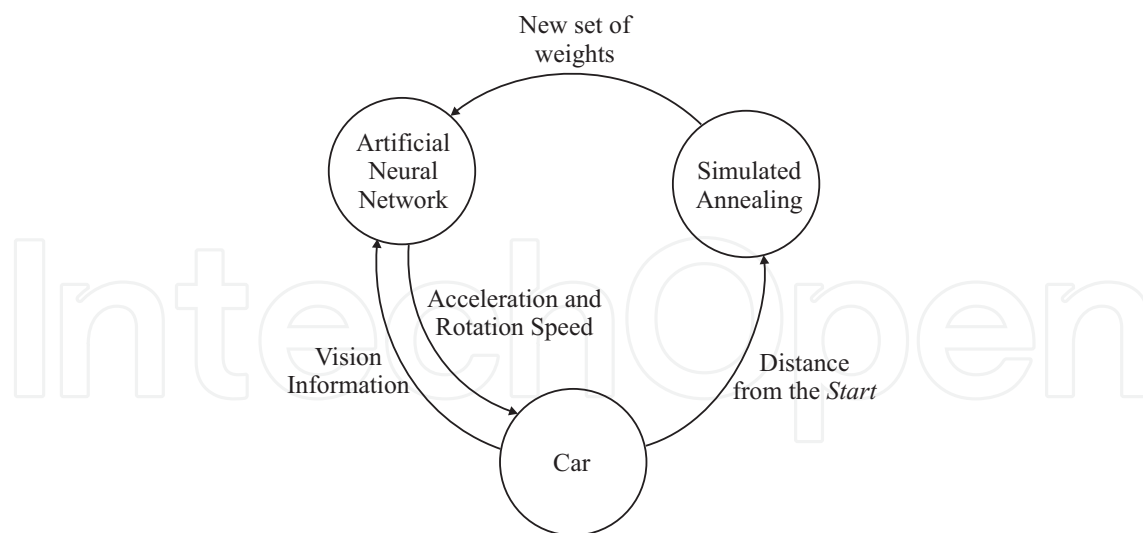 New set of
weights
Artificial
Neural
Network
Simulated
Annealing
Acceleration and
Rotation Speed
Vision
Information
Distance
from the Start
Car
IntechOpen